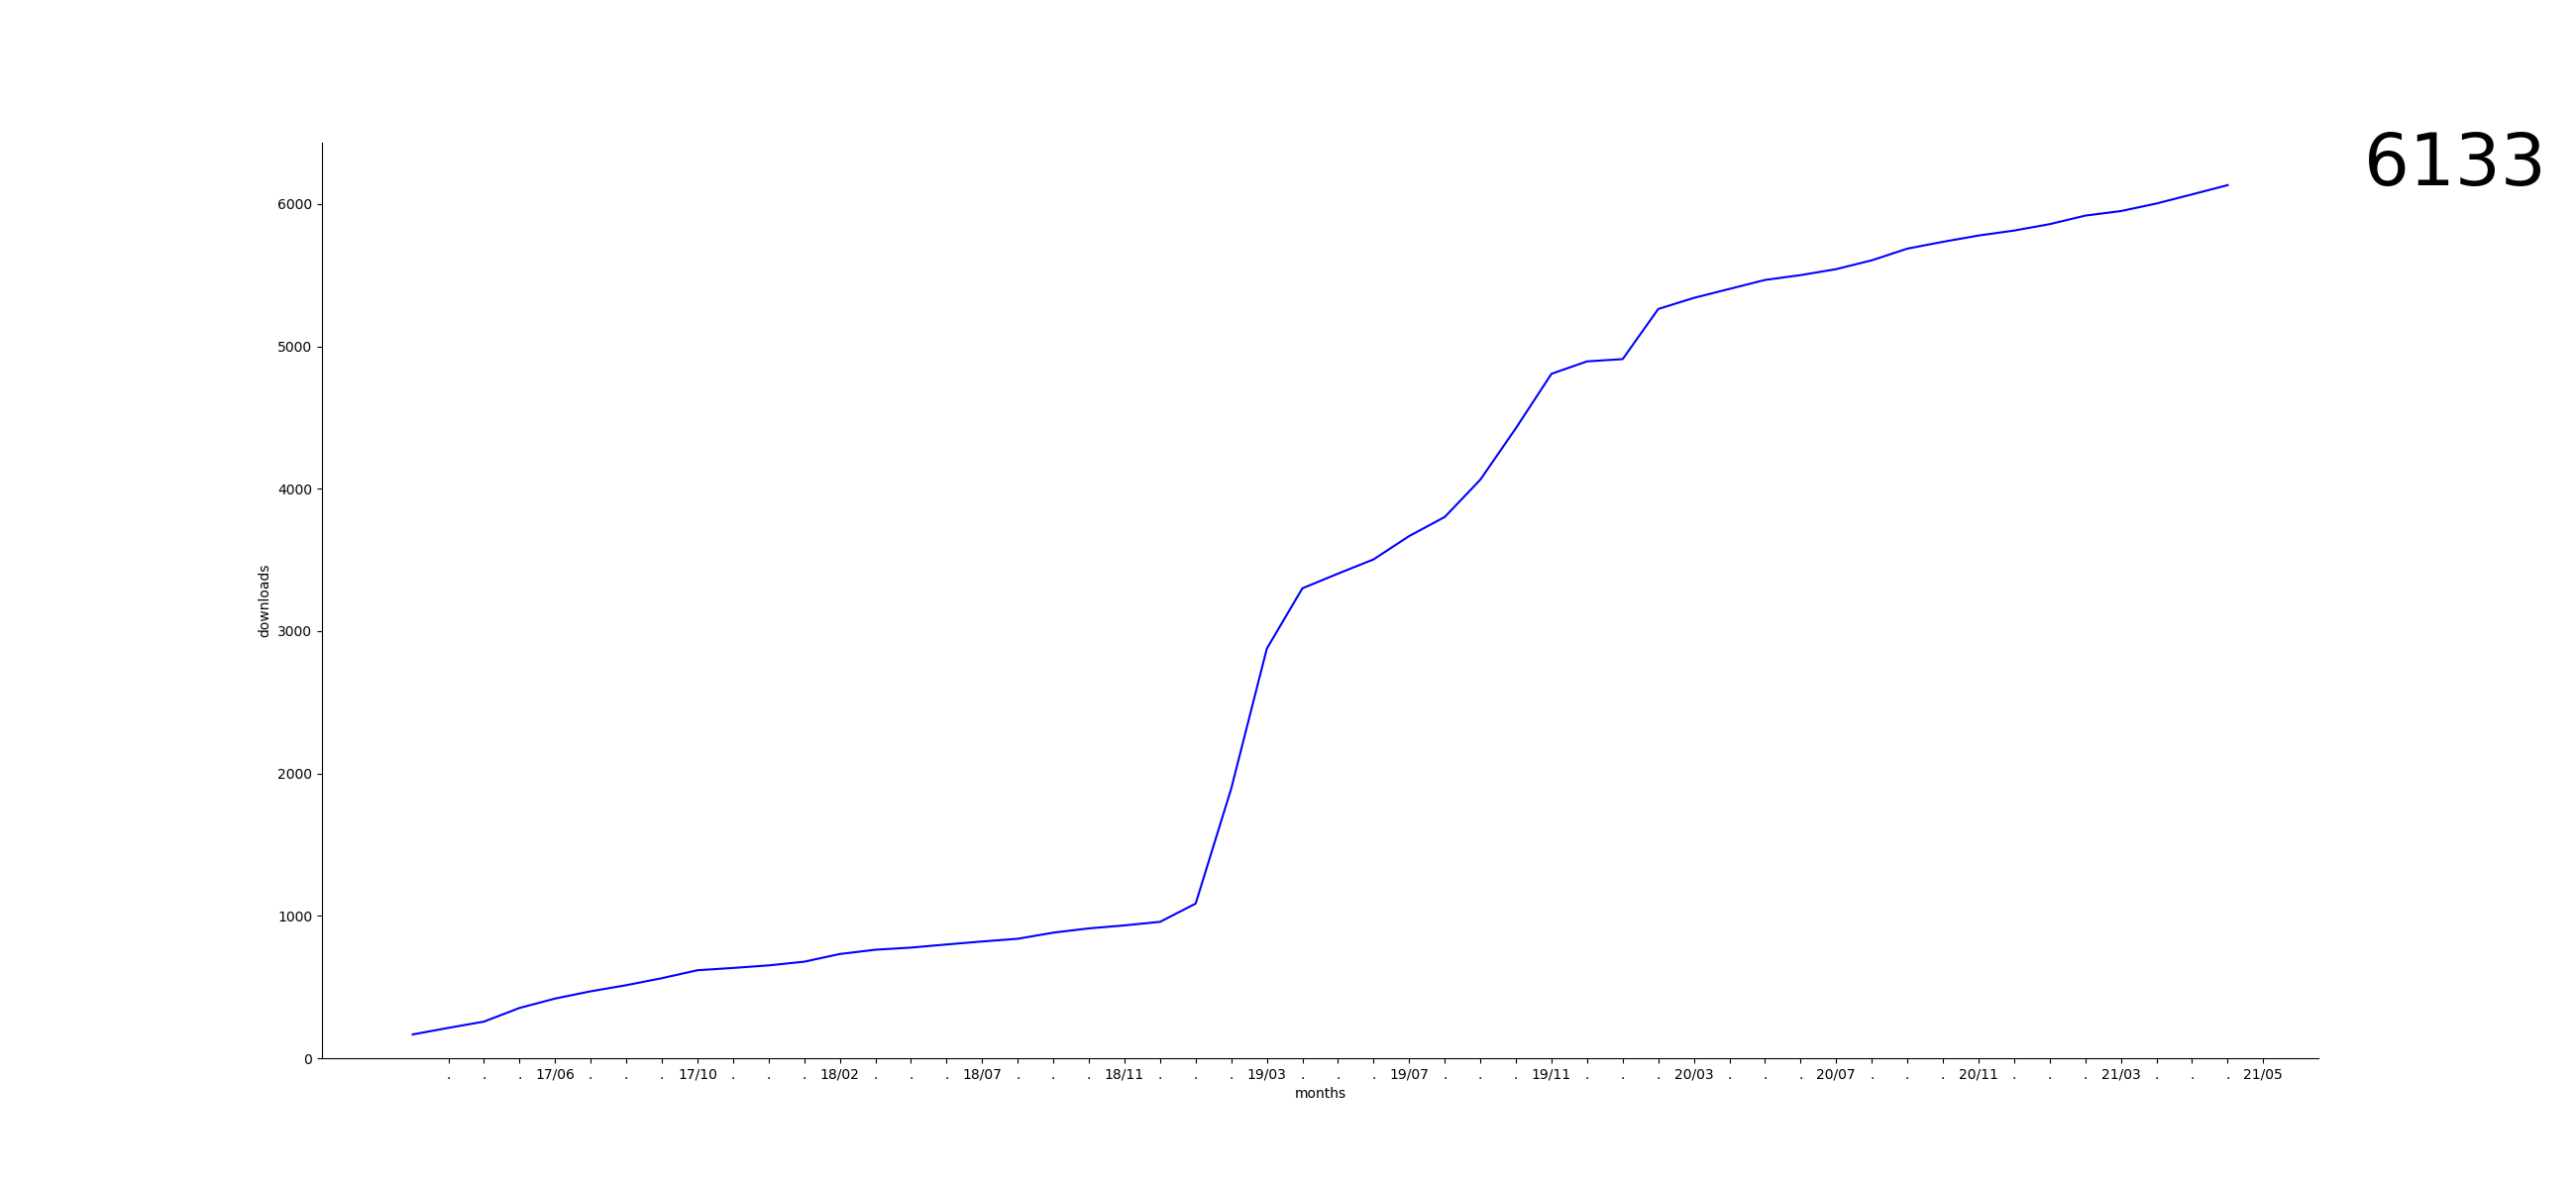 6133
6000
5000
4000
3000
2000
1000
0
downloads
. . . 17/06 . . . 17/10 . . . 18/02 . . . 18/07 . . . 18/11 . . . 19/03 . . . 19/07 . . . 19/11 . . . 20/03 . . . 20/07 . . . 20/11 . . . 21/03 . . . 21/05
months